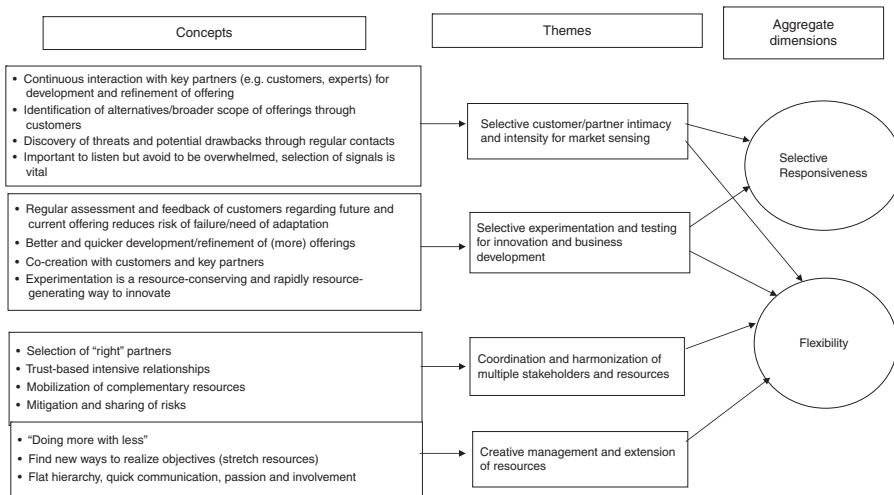 Concepts
Themes
Aggregate
dimensions
• Continuous interaction with key partners (e.g. customers, experts) for
development and refinement of offering
• Identification of alternatives/broader scope of offerings through
customers
• Discovery of threats and potential drawbacks through regular contacts
• Important to listen but avoid to be overwhelmed, selection of signals is
vital
Selective customer/partner intimacy
and intensity for market sensing
Selective
Responsiveness
• Regular assessment and feedback of customers regarding future and
current offering reduces risk of failure/need of adaptation
• Better and quicker development/refinement of (more) offerings
• Co-creation with customers and key partners
• Experimentation is a resource-conserving and rapidly resource-
generating way to innovate
Selective experimentation and testing
for innovation and business
development
• Selection of “right” partners
• Trust-based intensive relationships
• Mobilization of complementary resources
• Mitigation and sharing of risks
Coordination and harmonization of
multiple stakeholders and resources
Flexibility
• “Doing more with less”
• Find new ways to realize objectives (stretch resources)
• Flat hierarchy, quick communication, passion and involvement
Creative management and extension
of resources